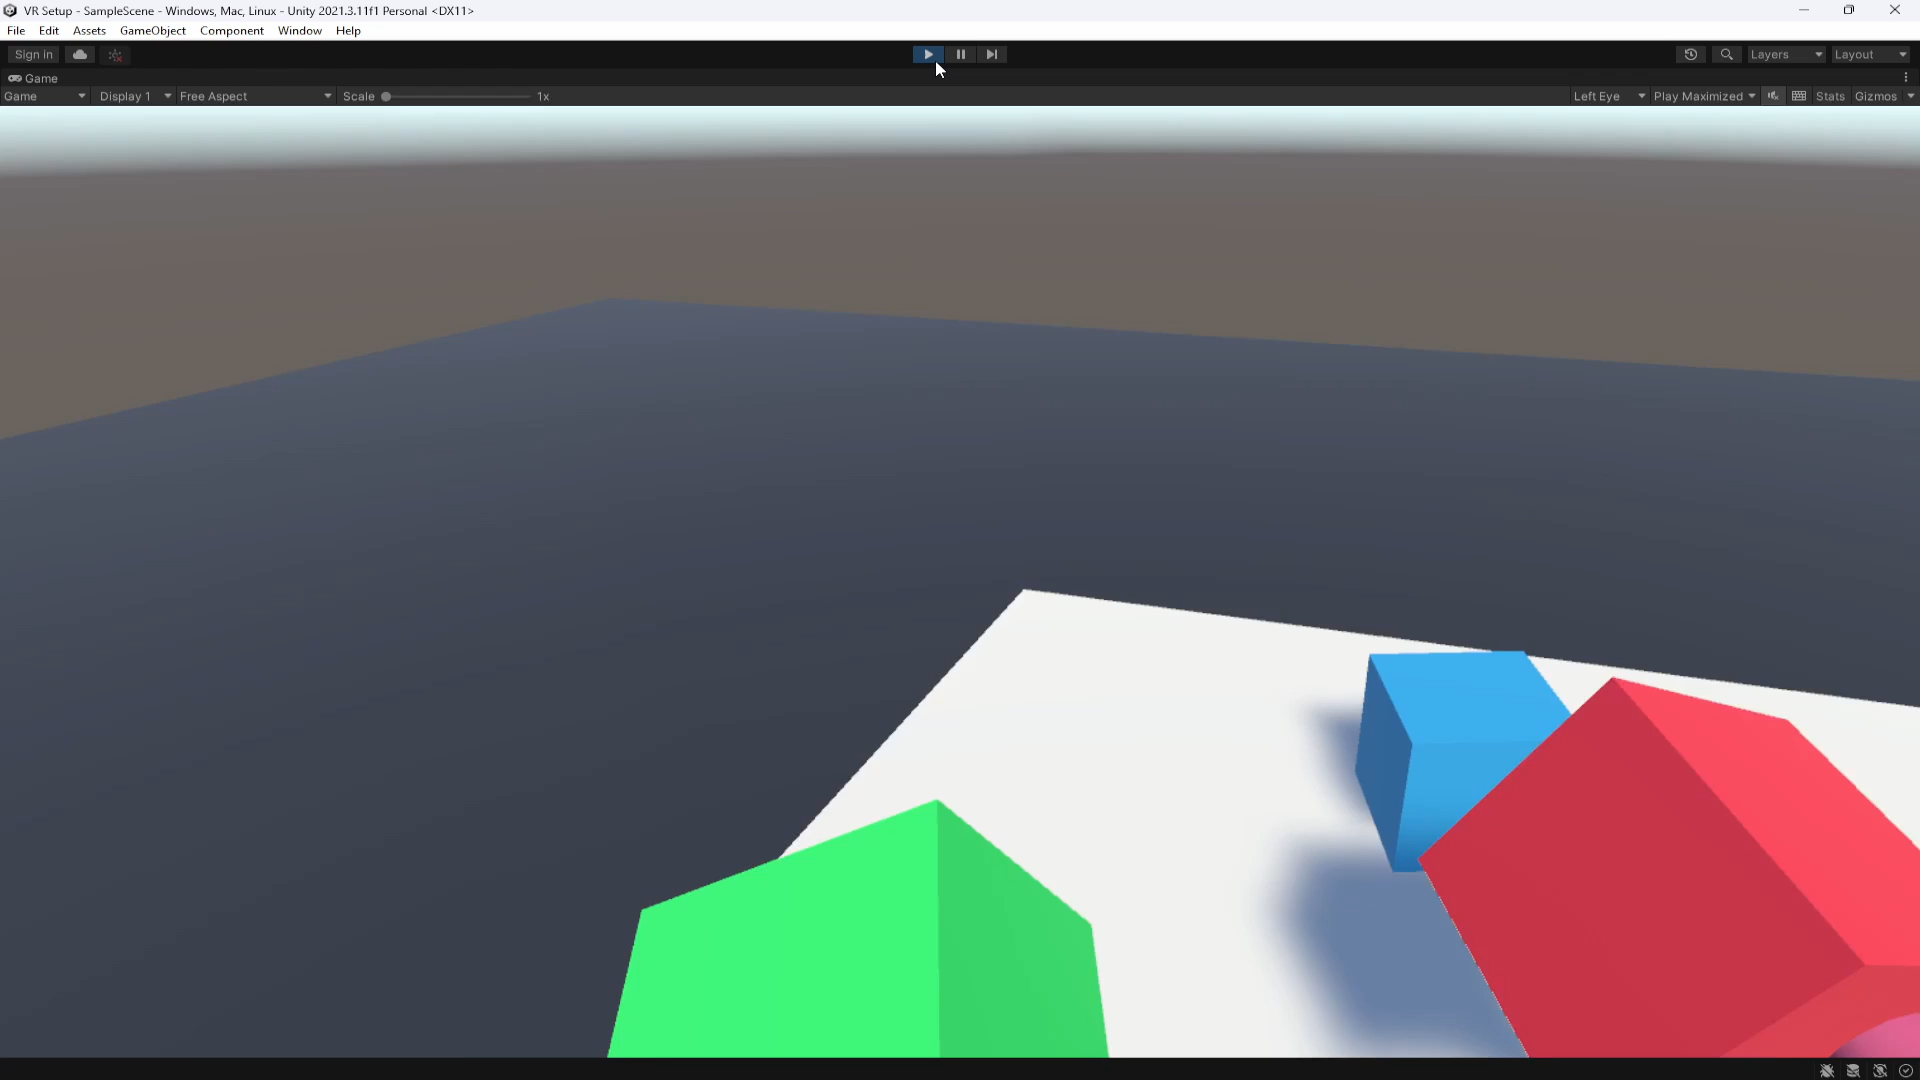 VR Setup - SampleScene - Windows, Mac, Linux - Unity 2021.3.11f1 Personal <DX11>
File Edit Assets GameObject Component Window Help
Sign in Layers Layout
Game
Game Display 1 Free Aspect Scale 1x Left Eye Play Maximized Stats Gizmos